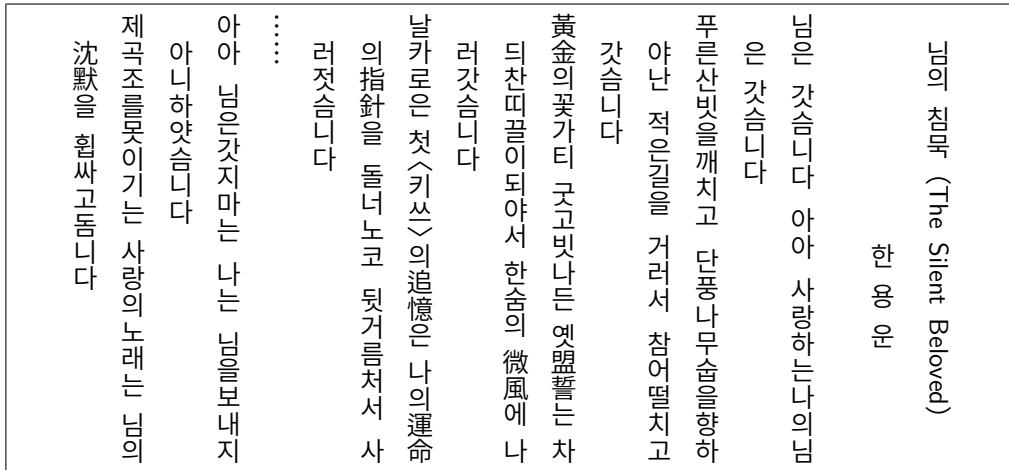 님의 침묵 (The Silent Beloved)
한 용 운
님은 갓슴니다 아아 사랑하는나의님
은 갓슴니다
푸른산빗을깨치고 단풍나무숩을향하
야난 적은길을 거러서 참어떨치고
갓슴니다
黃金의꽃가티 굿고빗나든 옛盟誓는 차
듸찬띠끌이되야서 한숨의 微風에 나
러갓슴니다
날카로은 첫〈키쓰〉의追憶은 나의運命
의指針을 돌너노코 뒷거름처서 사
러젓슴니다
……
아아 님은갓지마는 나는 님을보내지
아니하얏슴니다
제곡조를못이기는 사랑의노래는 님의
沈默을 휩싸고돔니다